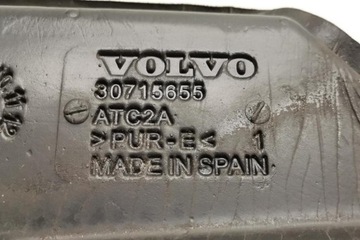 VOLVO
30715655
ATC2A
>PUR-E< 1
MADE IN SPAIN